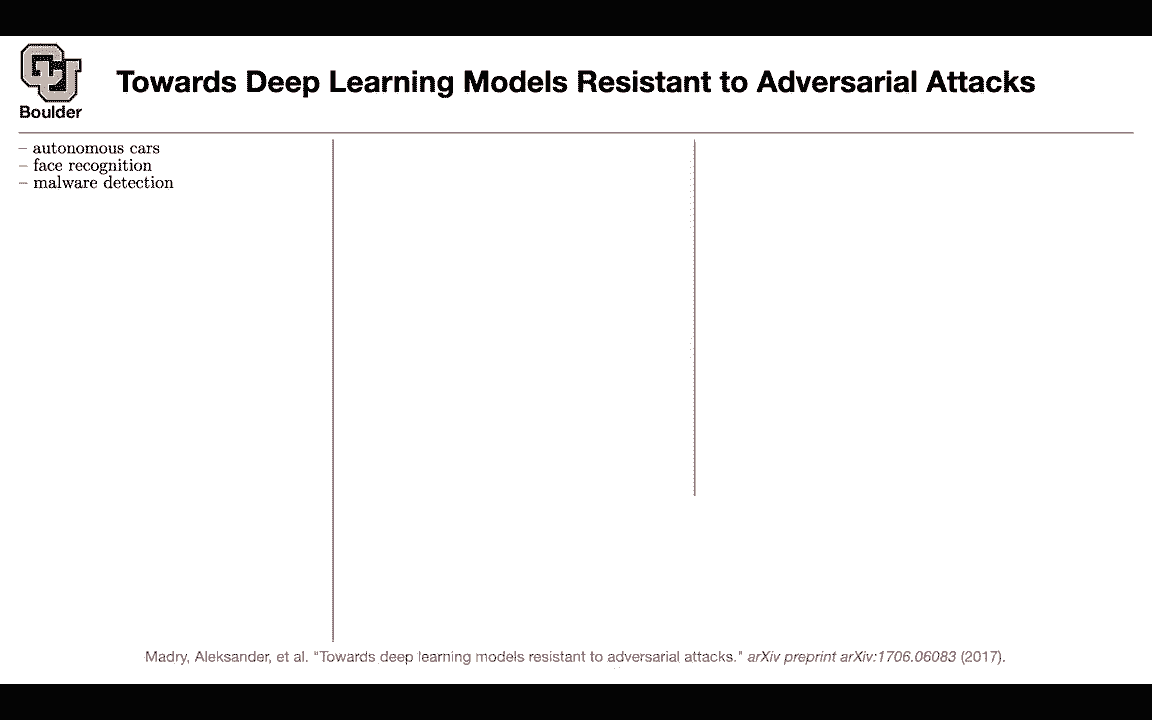 CU
Boulder
Towards Deep Learning Models Resistant to Adversarial Attacks
– autonomous cars
– face recognition
– malware detection
Madry, Aleksander, et al. "Towards deep learning models resistant to adversarial attacks." arXiv preprint arXiv:1706.06083 (2017).